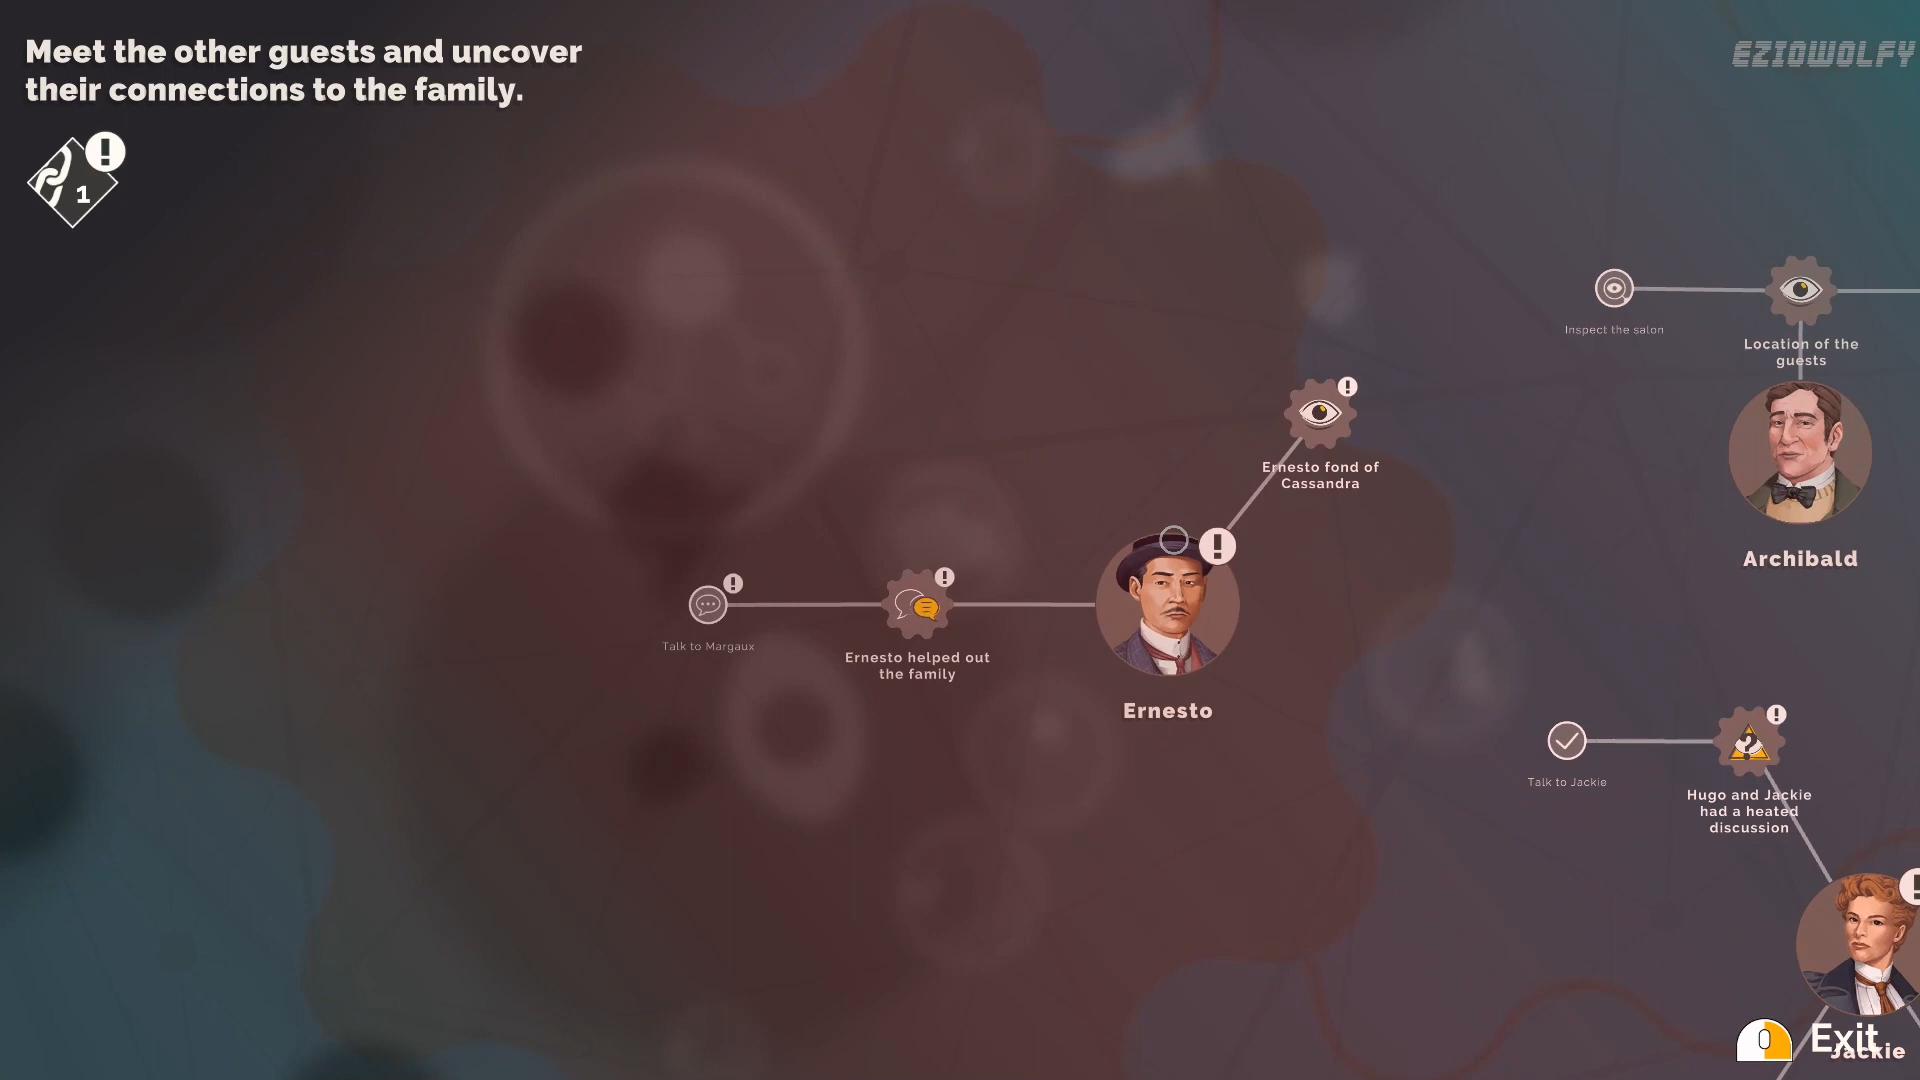 Meet the other guests and uncover
their connections to the family.
EZIOWOLFY
1
Inspect the salon
Location of the
guests
Archibald
Ernesto fond of
Cassandra
Talk to Margaux
Ernesto helped out
the family
Ernesto
Talk to Jackie
Hugo and Jackie
had a heated
discussion
Exit
Jackie